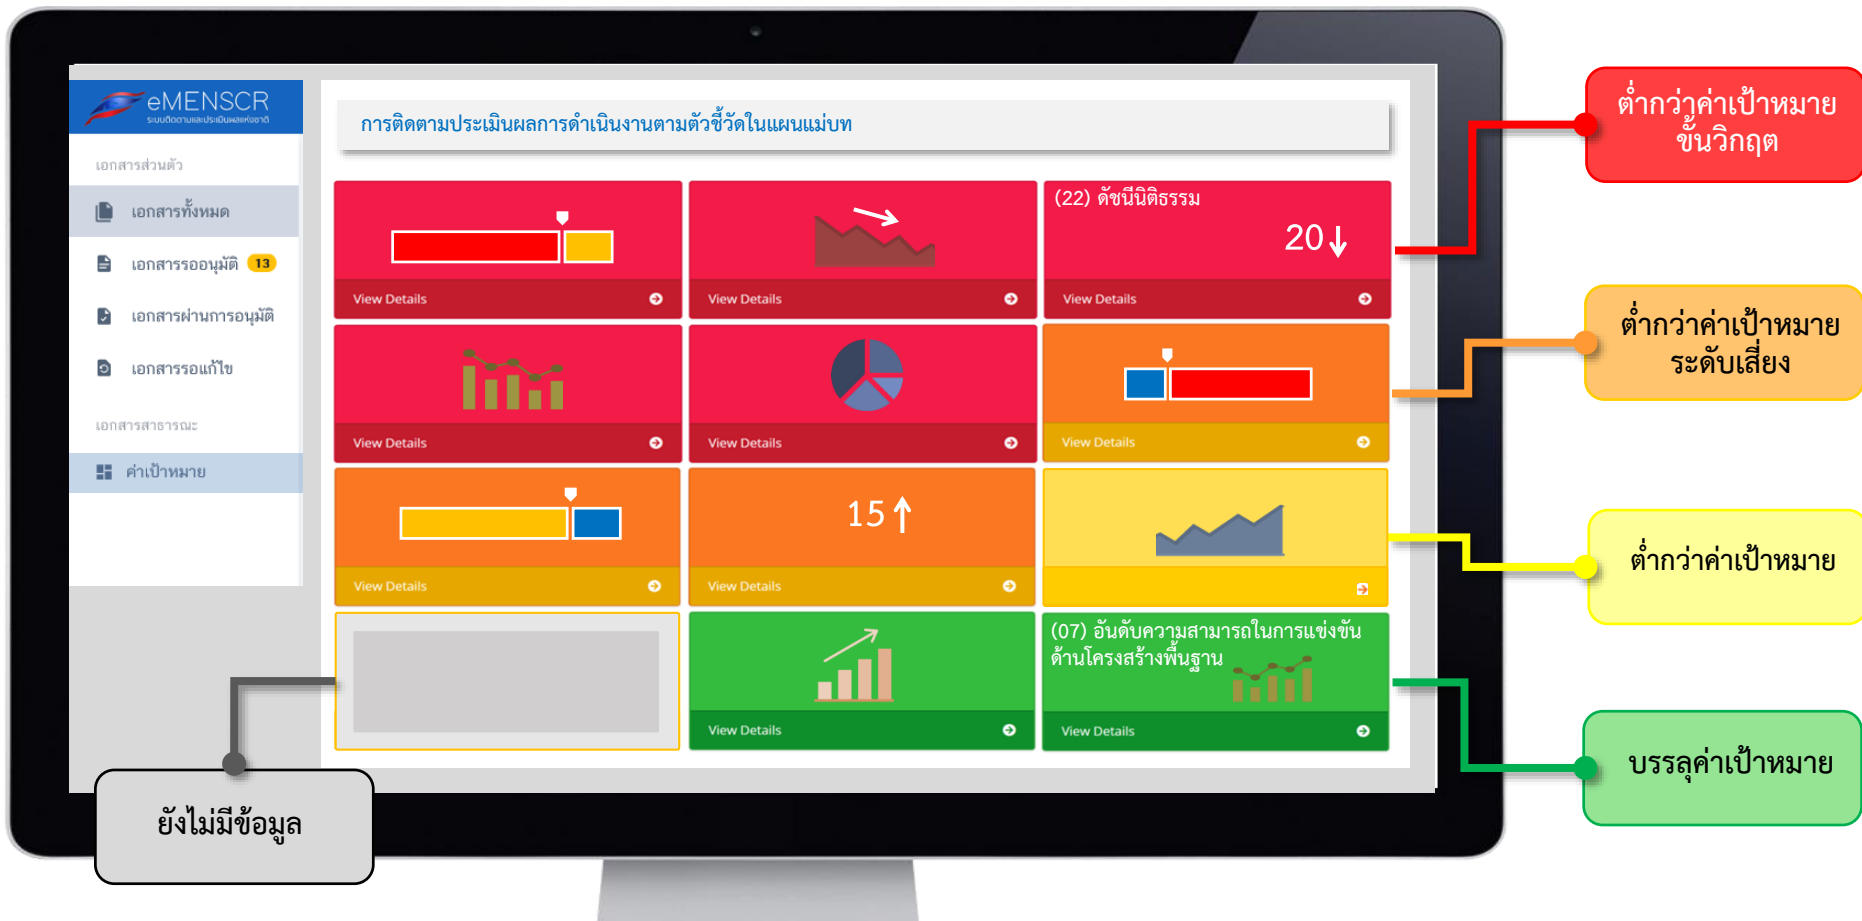 eMENSCR
ระบบติดตามและประเมินผลแห่งชาติ
เอกสารส่วนตัว
เอกสารทั้งหมด
เอกสารรออนุมัติ 13
เอกสารผ่านการอนุมัติ
เอกสารรอแก้ไข
เอกสารสาธารณะ
ค่าเป้าหมาย
การติดตามประเมินผลการดำเนินงานตามตัวชี้วัดในแผนแม่บท
View Details
View Details
(22) ดัชนีนิติธรรม
20↓
View Details
View Details
View Details
View Details
View Details
15↑
View Details
View Details
(07) อันดับความสามารถในการแข่งขัน
ด้านโครงสร้างพื้นฐาน
View Details
ต่ำกว่าค่าเป้าหมาย
ขั้นวิกฤต
ต่ำกว่าค่าเป้าหมาย
ระดับเสี่ยง
ต่ำกว่าค่าเป้าหมาย
บรรลุค่าเป้าหมาย
ยังไม่มีข้อมูล